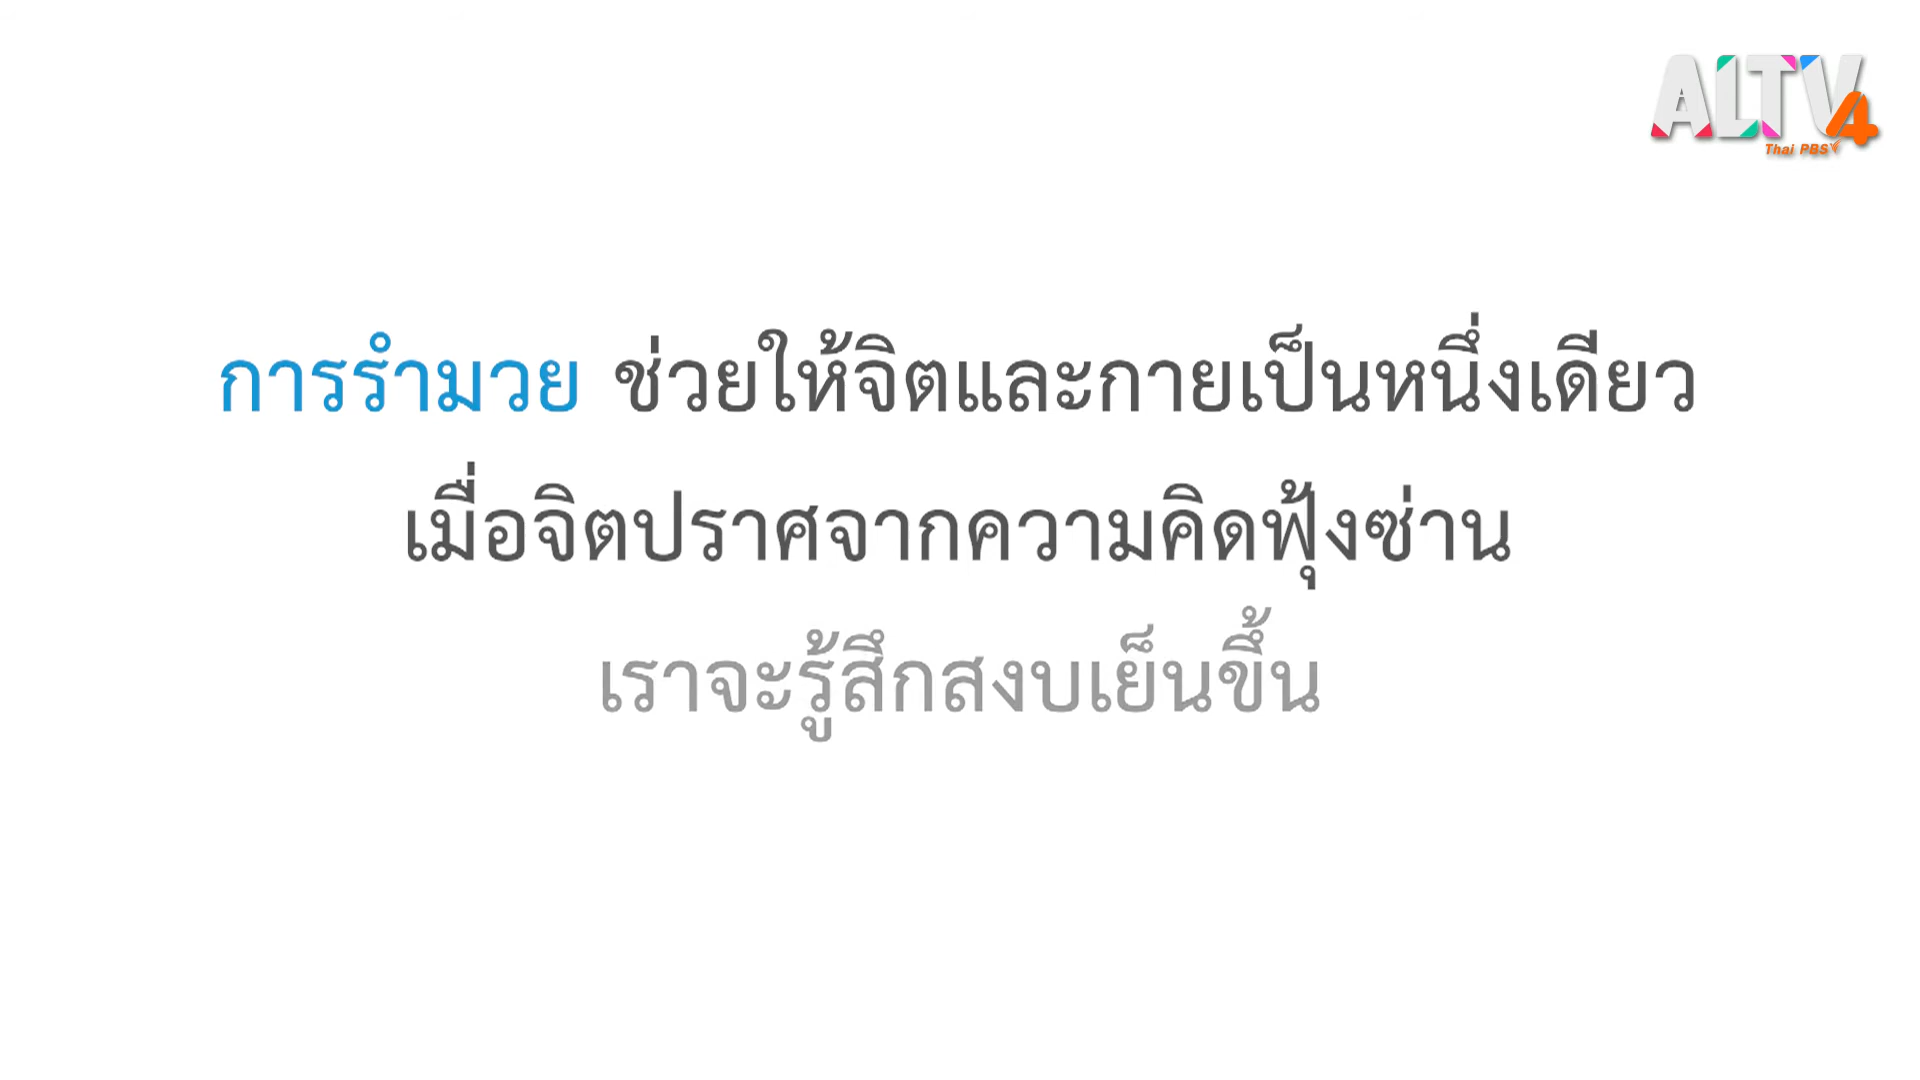 ALTV4
Thai PBS
การรำมวย ช่วยให้จิตและกายเป็นหนึ่งเดียว
เมื่อจิตปราศจากความคิดฟุ้งซ่าน
เราจะรู้สึกสงบเย็นขึ้น